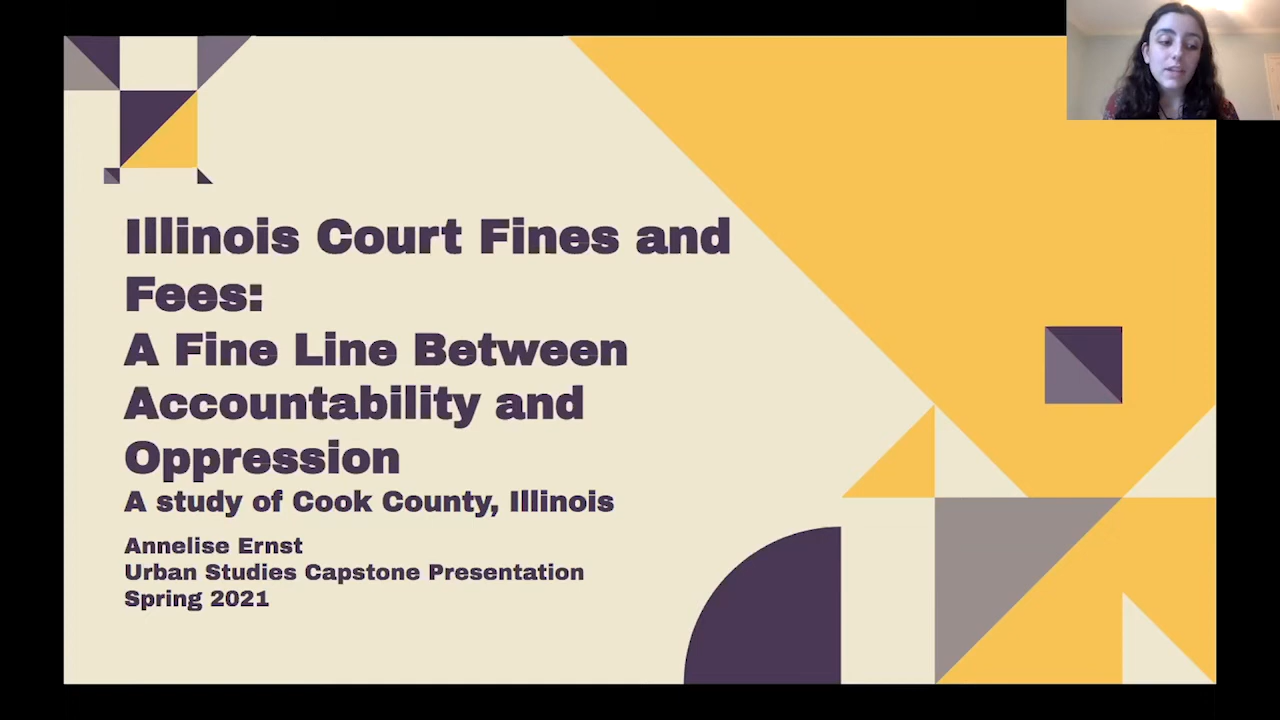 Illinois Court Fines and
Fees:
A Fine Line Between
Accountability and
Oppression
A study of Cook County, Illinois
Annelise Ernst
Urban Studies Capstone Presentation
Spring 2021